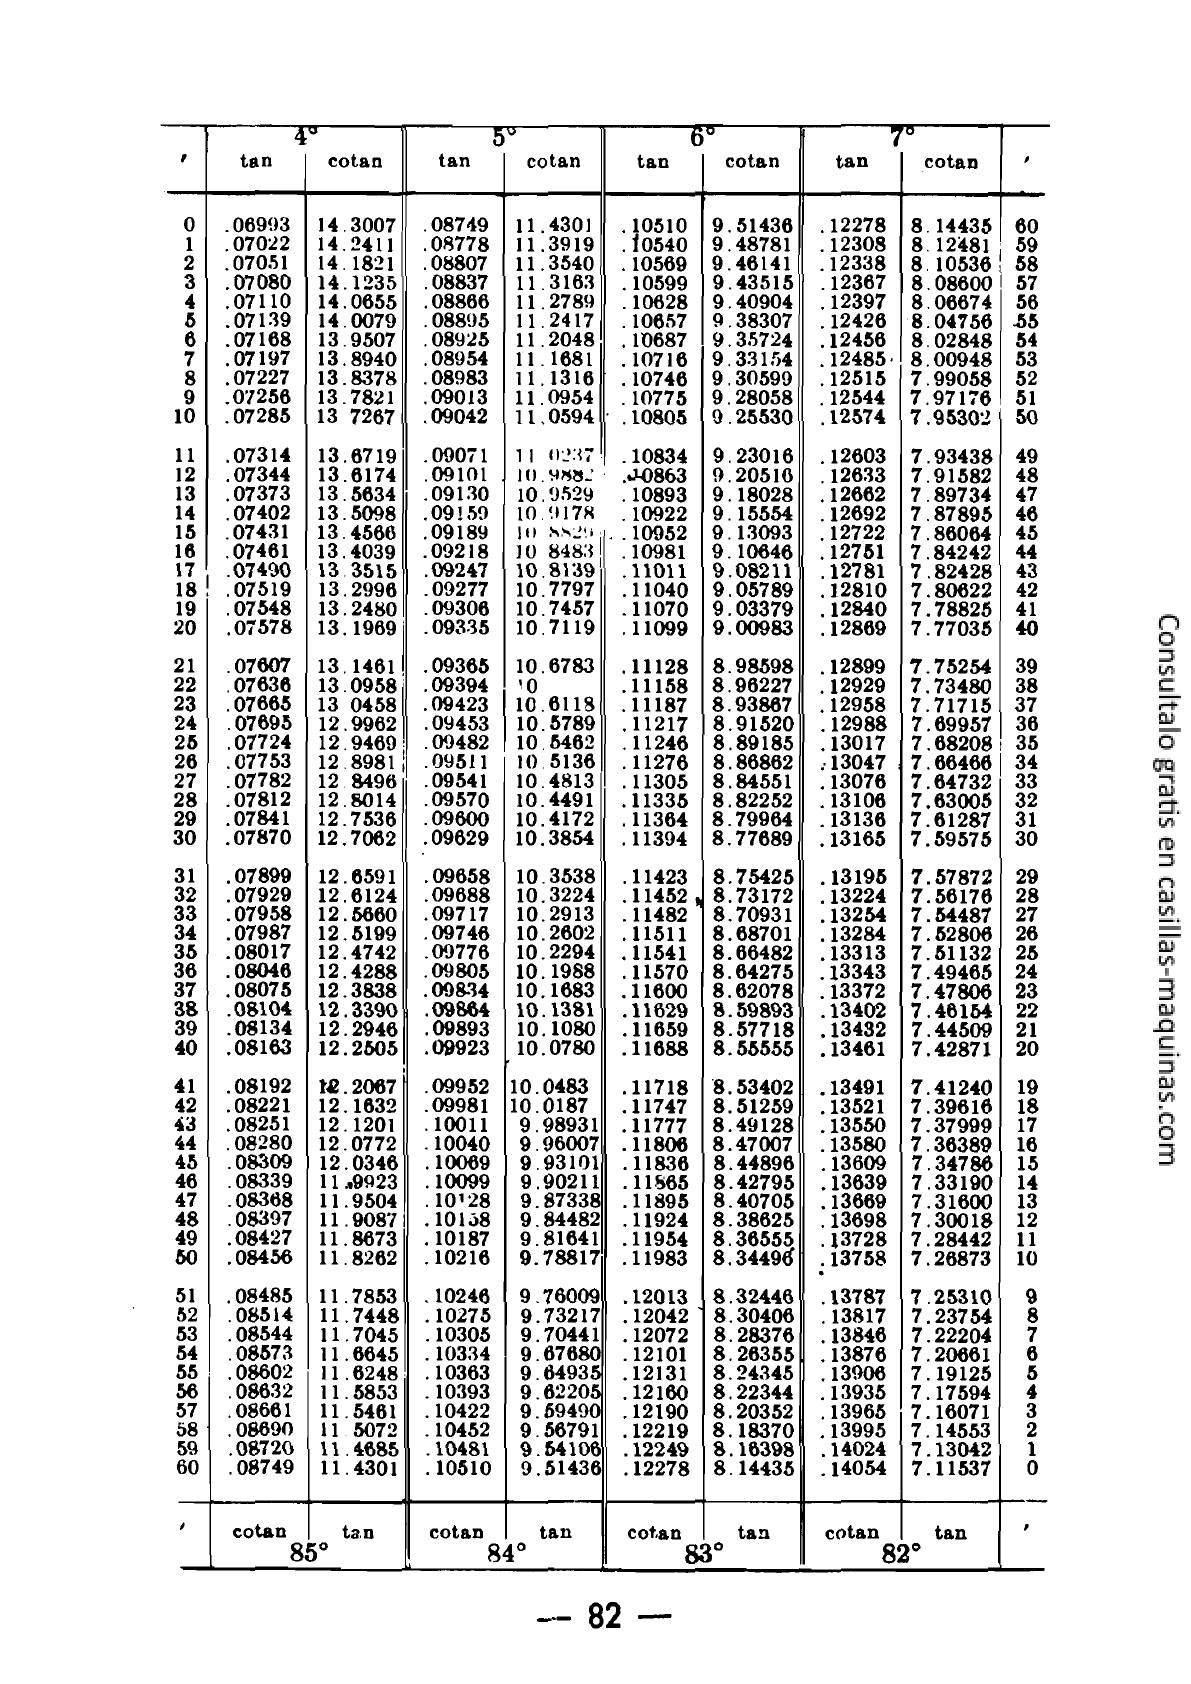 4° 5° 6° 7°
′ tan cotan tan cotan tan cotan tan cotan ′
0 .06993 14.3007 .08749 11.4301 .10510 9.51436 .12278 8.14435 60
1 .07022 14.2411 .08778 11.3919 .10540 9.48781 .12308 8.12481 59
2 .07051 14.1821 .08807 11.3540 .10569 9.46141 .12338 8.10536 58
3 .07080 14.1235 .08837 11.3163 .10599 9.43515 .12367 8.08600 57
4 .07110 14.0655 .08866 11.2789 .10628 9.40904 .12397 8.06674 56
5 .07139 14.0079 .08895 11.2417 .10657 9.38307 .12426 8.04756 55
6 .07168 13.9507 .08925 11.2048 .10687 9.35724 .12456 8.02848 54
7 .07197 13.8940 .08954 11.1681 .10716 9.33154 .12485 8.00948 53
8 .07227 13.8378 .08983 11.1316 .10746 9.30599 .12515 7.99058 52
9 .07256 13.7821 .09013 11.0954 .10775 9.28058 .12544 7.97176 51
10 .07285 13 7267 .09042 11.0594 .10805 9.25530 .12574 7.95302 50
11 .07314 13.6719 .09071 11 0237 .10834 9.23016 .12603 7.93438 49
12 .07344 13.6174 .09101 .10863 9.20516 .12633 7.91582 48
13 .07373 13.5634 .09130 10.9529 .10893 9.18028 .12662 7.89734 47
14 .07402 13.5098 .09159 10.9178 .10922 9.15554 .12692 7.87895 46
15 .07431 13.4566 .09189 10 8829 .10952 9.13093 .12722 7.86064 45
16 .07461 13.4039 .09218 10 8483 .10981 9.10646 .12751 7.84242 44
17 .07490 13.3515 .09247 10.8139 .11011 9.08211 .12781 7.82428 43
18 .07519 13.2996 .09277 10.7797 .11040 9.05789 .12810 7.80622 42
19 .07548 13.2480 .09306 10.7457 .11070 9.03379 .12840 7.78825 41
20 .07578 13.1969 .09335 10.7119 .11099 9.00983 .12869 7.77035 40
21 .07607 13.1461 .09365 10.6783 .11128 8.98598 .12899 7.75254 39
22 .07636 13.0958 .09394 .11158 8.96227 .12929 7.73480 38
23 .07665 13 0458 .09423 10.6118 .11187 8.93867 .12958 7.71715 37
24 .07695 12.9962 .09453 10.5789 .11217 8.91520 .12988 7.69957 36
25 .07724 12.9469 .09482 10 5462 .11246 8.89185 .13017 7.68208 35
26 .07753 12 8981 .09511 10 5136 .11276 8.86862 .13047 7.66466 34
27 .07782 12 8496 .09541 10.4813 .11305 8.84551 .13076 7.64732 33
28 .07812 12.8014 .09570 10.4491 .11335 8.82252 .13106 7.63005 32
29 .07841 12.7536 .09600 10.4172 .11364 8.79964 .13136 7.61287 31
30 .07870 12.7062 .09629 10.3854 .11394 8.77689 .13165 7.59575 30
31 .07899 12.6591 .09658 10.3538 .11423 8.75425 .13195 7.57872 29
32 .07929 12.6124 .09688 10.3224 .11452 8.73172 .13224 7.56176 28
33 .07958 12.5660 .09717 10.2913 .11482 8.70931 .13254 7.54487 27
34 .07987 12.5199 .09746 10.2602 .11511 8.68701 .13284 7.52806 26
35 .08017 12.4742 .09776 10.2294 .11541 8.66482 .13313 7.51132 25
36 .08046 12.4288 .09805 10.1988 .11570 8.64275 .13343 7.49465 24
37 .08075 12.3838 .09834 10.1683 .11600 8.62078 .13372 7.47806 23
38 .08104 12.3390 .09864 10.1381 .11629 8.59893 .13402 7.46154 22
39 .08134 12.2946 .09893 10.1080 .11659 8.57718 .13432 7.44509 21
40 .08163 12.2505 .09923 10.0780 .11688 8.55555 .13461 7.42871 20
41 .08192 12.2067 .09952 10.0483 .11718 8.53402 .13491 7.41240 19
42 .08221 12.1632 .09981 10.0187 .11747 8.51259 .13521 7.39616 18
43 .08251 12.1201 .10011 9.98931 .11777 8.49128 .13550 7.37999 17
44 .08280 12.0772 .10040 9.96007 .11806 8.47007 .13580 7.36389 16
45 .08309 12.0346 .10069 9.93101 .11836 8.44896 .13609 7.34786 15
46 .08339 11.9923 .10099 9.90211 .11865 8.42795 .13639 7.33190 14
47 .08368 11.9504 .10128 9.87338 .11895 8.40705 .13669 7.31600 13
48 .08397 11.9087 .10158 9.84482 .11924 8.38625 .13698 7.30018 12
49 .08427 11.8673 .10187 9.81641 .11954 8.36555 .13728 7.28442 11
50 .08456 11.8262 .10216 9.78817 .11983 8.34496 .13758 7.26873 10
51 .08485 11.7853 .10246 9.76009 .12013 8.32446 .13787 7.25310 9
52 .08514 11.7448 .10275 9.73217 .12042 8.30406 .13817 7.23754 8
53 .08544 11.7045 .10305 9.70441 .12072 8.28376 .13846 7.22204 7
54 .08573 11.6645 .10334 9.67680 .12101 8.26355 .13876 7.20661 6
55 .08602 11.6248 .10363 9.64935 .12131 8.24345 .13906 7.19125 5
56 .08632 11.5853 .10393 9.62205 .12160 8.22344 .13935 7.17594 4
57 .08661 11.5461 .10422 9.59490 .12190 8.20352 .13965 7.16071 3
58 .08690 11 5072 .10452 9.56791 .12219 8.18370 .13995 7.14553 2
59 .08720 11.4685 .10481 9.54106 .12249 8.16398 .14024 7.13042 1
60 .08749 11.4301 .10510 9.51436 .12278 8.14435 .14054 7.11537 0
′ cotan tan cotan tan cotan tan cotan tan ′
85° 84° 83° 82°
— 82 —
Consultalo gratis en casillas-maquinas.com